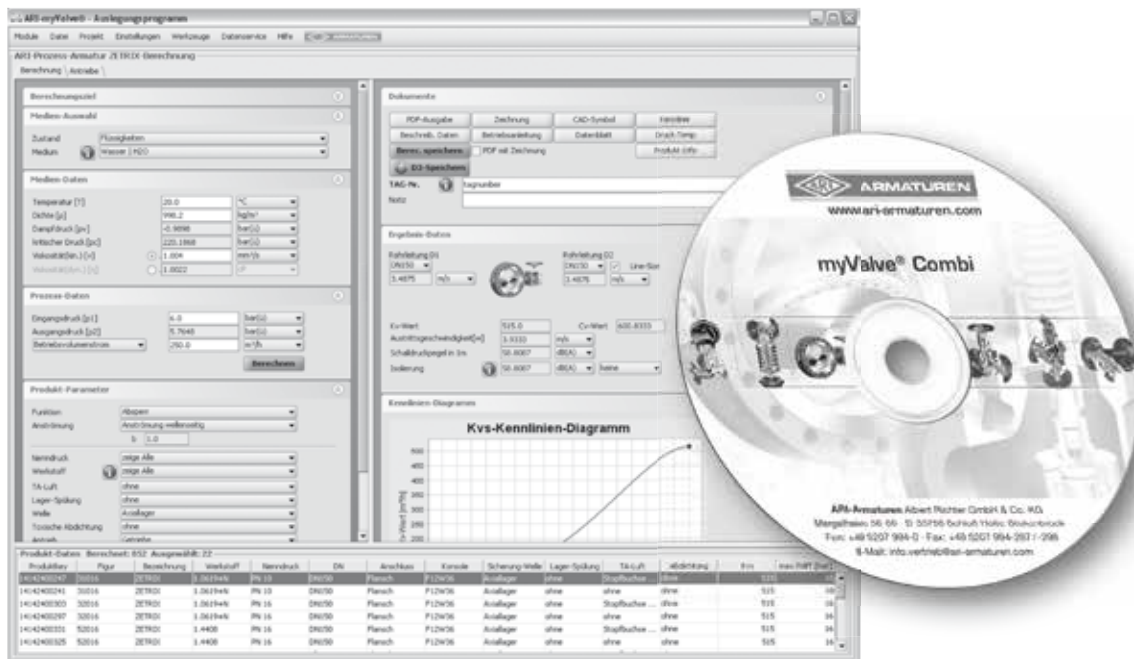 ARI-myValve® - Auslegungsprogramm
Module Datei Projekt Einstellungen Werkzeuge Datenservice Hilfe ARI ARMATUREN
ARI-Prozess-Armatur ZETRIX-Berechnung
Berechnung Antriebe
Berechnungsziel
Medien-Auswahl
Zustand Flüssigkeiten
Medium Wasser | H2O
Medien-Daten
Temperatur [T] 20.0 °C
Dichte [ρ] 998.2 kg/m³
Dampfdruck [pv] -0.9898 bar(ü)
kritischer Druck [pc] 220.1868 bar(ü)
Viskosität(kin.) [ν] 1.004 mm²/s
Viskosität(dyn.) [η] 1.0022 cP
Prozess-Daten
Eingangsdruck [p1] 6.0 bar(ü)
Ausgangsdruck [p2] 5.7648 bar(ü)
Betriebsvolumenstrom 250.0 m³/h
Berechnen
Produkt-Parameter
Funktion Absperr
Anströmung Anströmung wellenseitig
b 1.0
Nenndruck zeige Alle
Werkstoff zeige Alle
TA-Luft ohne
Lager-Spülung ohne
Welle Axiallager
Toxische Abdichtung ohne
Antrieb Getriebe
Dokumente
PDF-Ausgabe Zeichnung CAD-Symbol Kennlinie
Beschreib. Daten Betriebsanleitung Datenblatt Druck-Temp.
Berec. speichern PDF mit Zeichnung Produkt-Info
D3-Speichern
TAG-Nr. tagnumber
Notiz
Ergebnis-Daten
Rohrleitung D1 Rohrleitung D2
DN150 DN150 Line-Size
3.4875 m/s 3.4875 m/s
Kv-Wert 515.0 Cv-Wert 600.8333
Austrittsgeschwindigkeit[w] 3.9333 m/s
Schalldruckpegel in 1m 50.8007 dB(A)
Isolierung 50.8007 dB(A) keine
Kennlinien-Diagramm
Kvs-Kennlinien-Diagramm
500
450
400
350
300
250
200
Produkt-Daten Berechnet: 652 Ausgewählt: 22
Produktkey Figur Bezeichnung Werkstoff Nenndruck DN Anschluss Konsole Sicherung-Welle Lager-Spülung TA-Luft Abdichtung Kvs
14142400247 31016 ZETRIX 1.0619+N PN 10 DN150 Flansch F12W36 Axiallager ohne Stopfbuchse ... ohne 515
14142400241 31016 ZETRIX 1.0619+N PN 10 DN150 Flansch F12W36 Axiallager ohne ohne ohne 515
14142400303 32016 ZETRIX 1.0619+N PN 16 DN150 Flansch F12W36 Axiallager ohne Stopfbuchse ... ohne 515 16
14142400297 32016 ZETRIX 1.0619+N PN 16 DN150 Flansch F12W36 Axiallager ohne ohne ohne 515 16
14142400331 52016 ZETRIX 1.4408 PN 16 DN150 Flansch F12W36 Axiallager ohne Stopfbuchse ... ohne 515 16
14142400325 52016 ZETRIX 1.4408 PN 16 DN150 Flansch F12W36 Axiallager ohne ohne ohne 515 16
ARI ARMATUREN
www.ari-armaturen.com
myValve® Combi
ARI-Armaturen Albert Richter GmbH & Co. KG
Mergelheide 56-60 · D-33756 Schloß Holte-Stukenbrock
Fon: +49 5207 994-0 · Fax: +49 5207 994-297 / -298
E-Mail: info.vertrieb@ari-armaturen.com